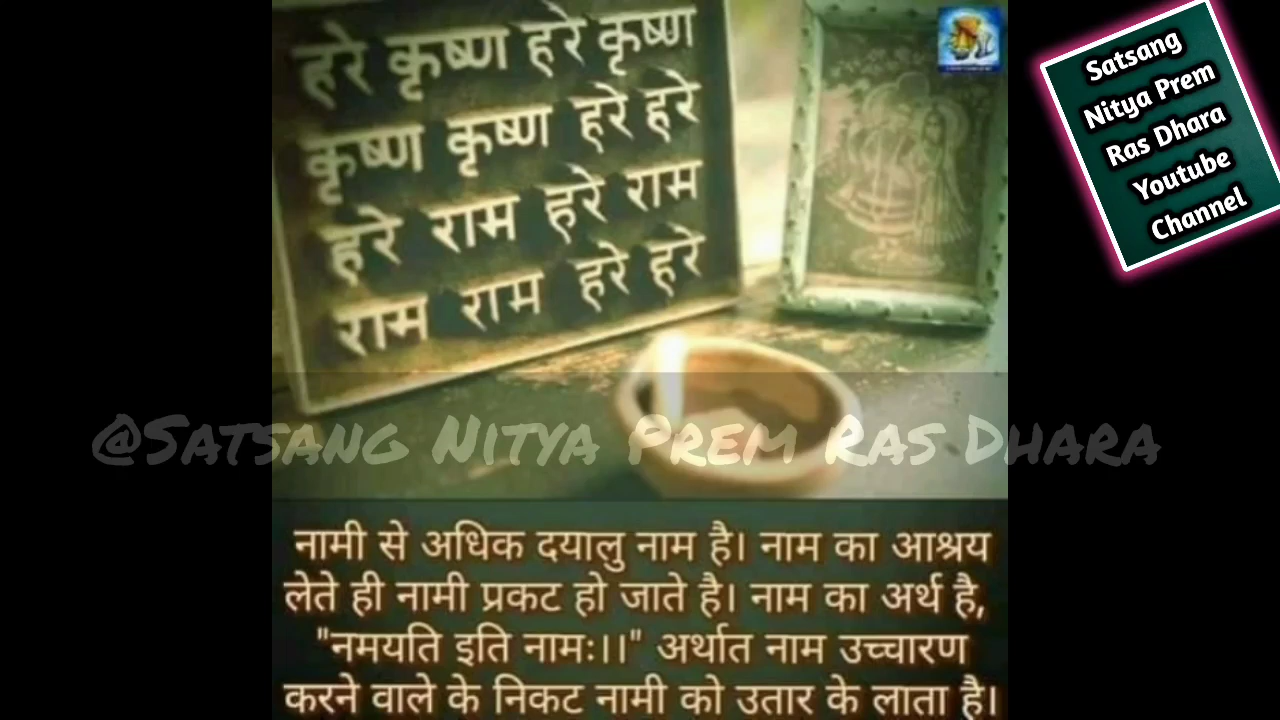 हरे कृष्ण हरे कृष्ण
कृष्ण कृष्ण हरे हरे
हरे राम हरे राम
राम राम हरे हरे
Satsang
Nitya Prem
Ras Dhara
Youtube
Channel
@Satsang Nitya Prem Ras Dhara
नामी से अधिक दयालु नाम है। नाम का आश्रय
लेते ही नामी प्रकट हो जाते है। नाम का अर्थ है,
"नमयति इति नामः।।" अर्थात नाम उच्चारण
करने वाले के निकट नामी को उतार के लाता है।